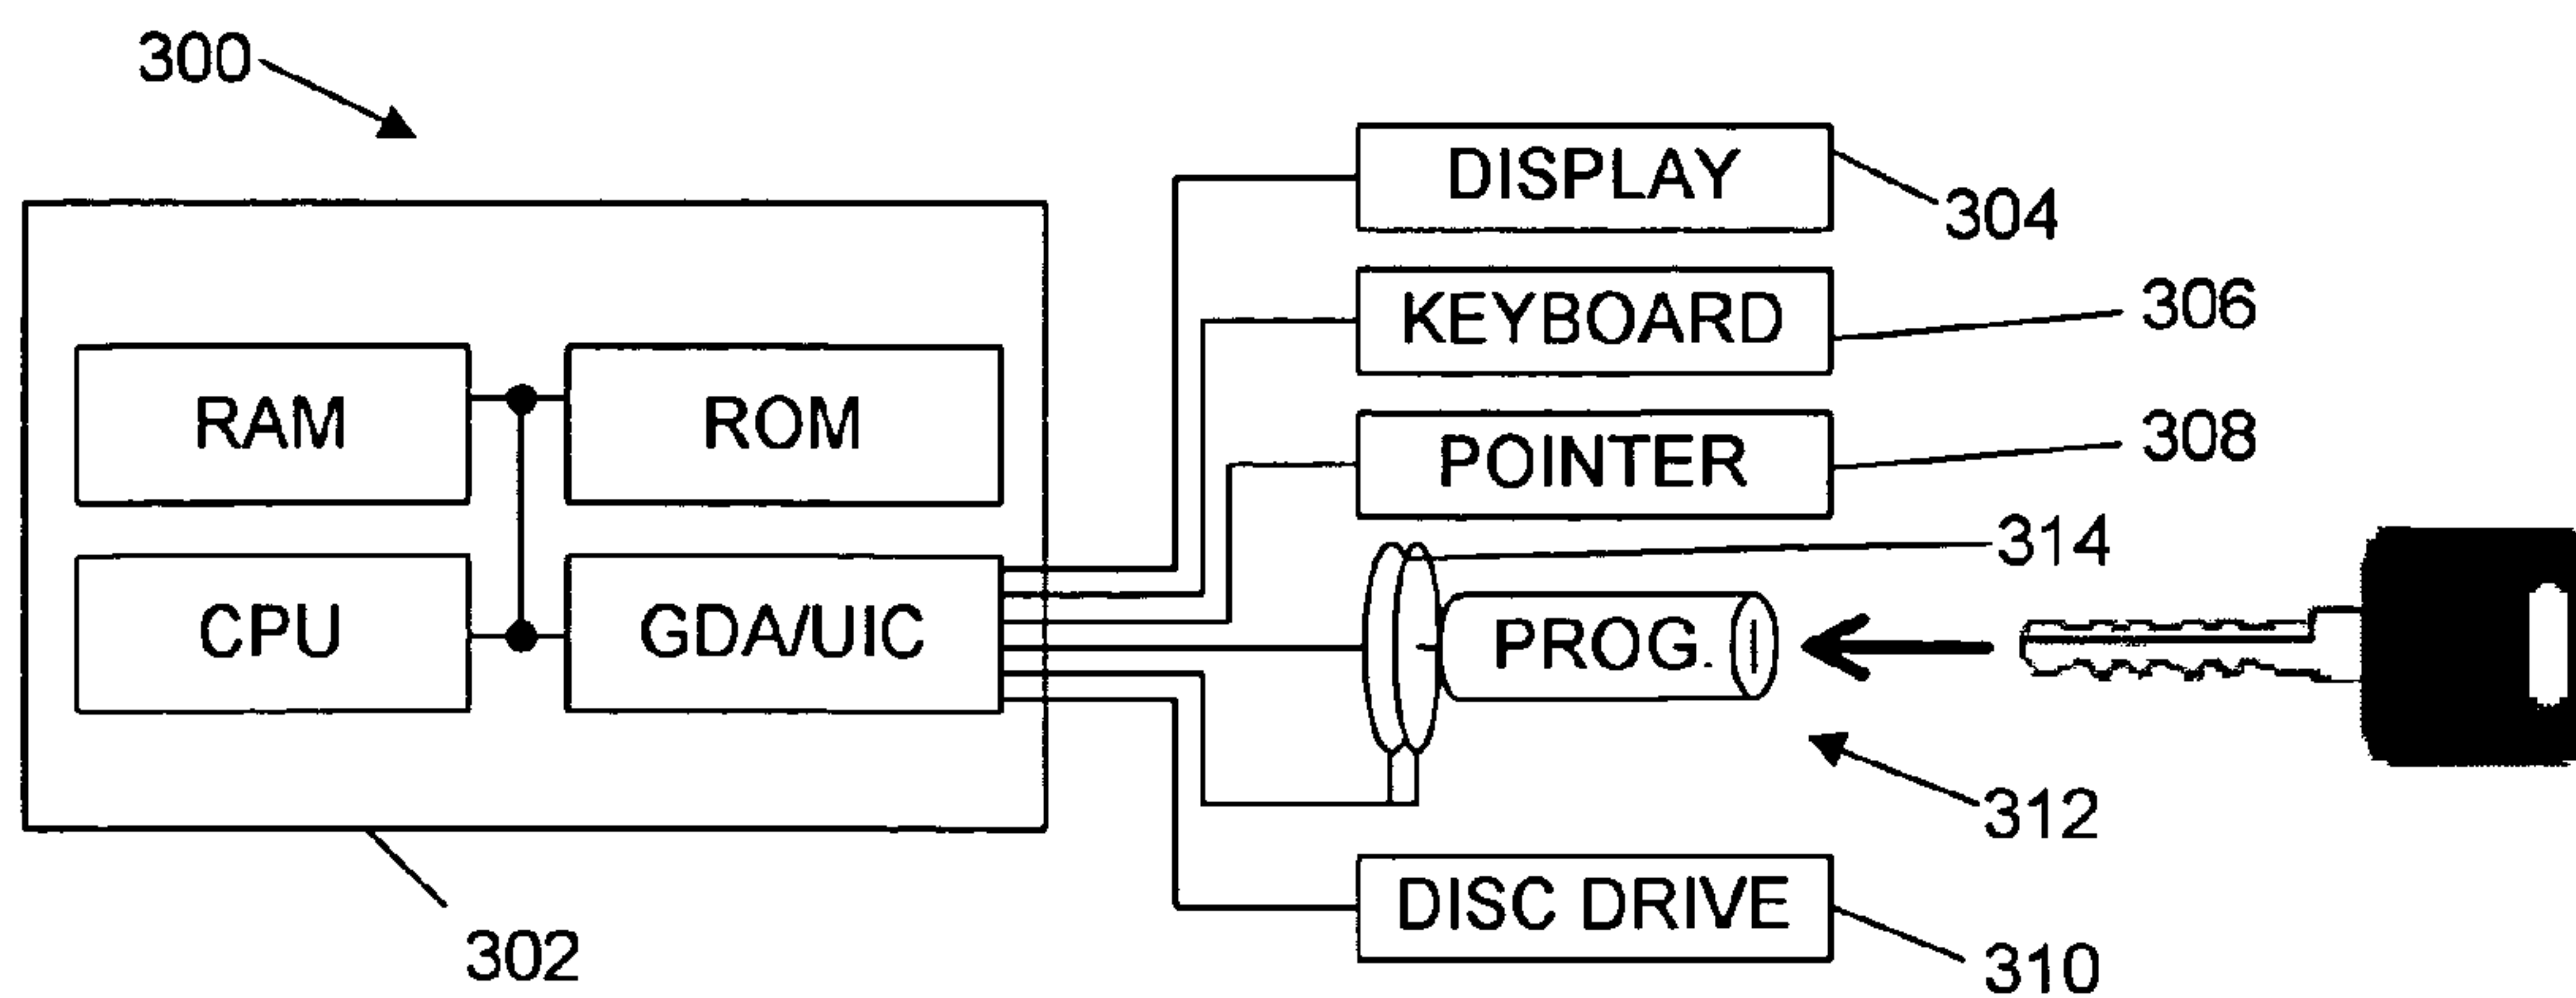 300
DISPLAY
304
KEYBOARD
306
RAM
ROM
POINTER
308
314
CPU
GDA/UIC
PROG.
312
DISC DRIVE
302
310